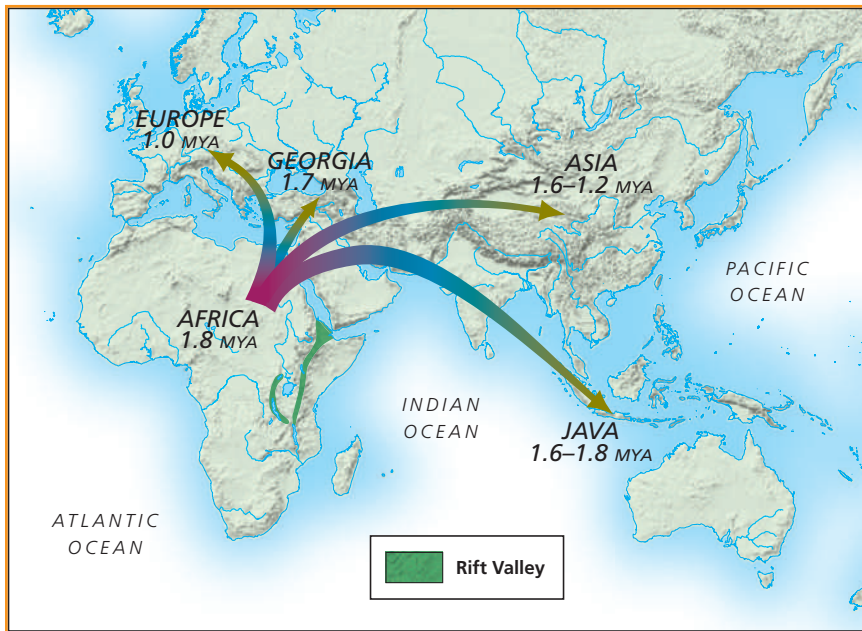 EUROPE
1.0 MYA
GEORGIA
1.7 MYA
ASIA
1.6–1.2 MYA
PACIFIC
OCEAN
AFRICA
1.8 MYA
INDIAN
OCEAN
JAVA
1.6–1.8 MYA
ATLANTIC
OCEAN
Rift Valley